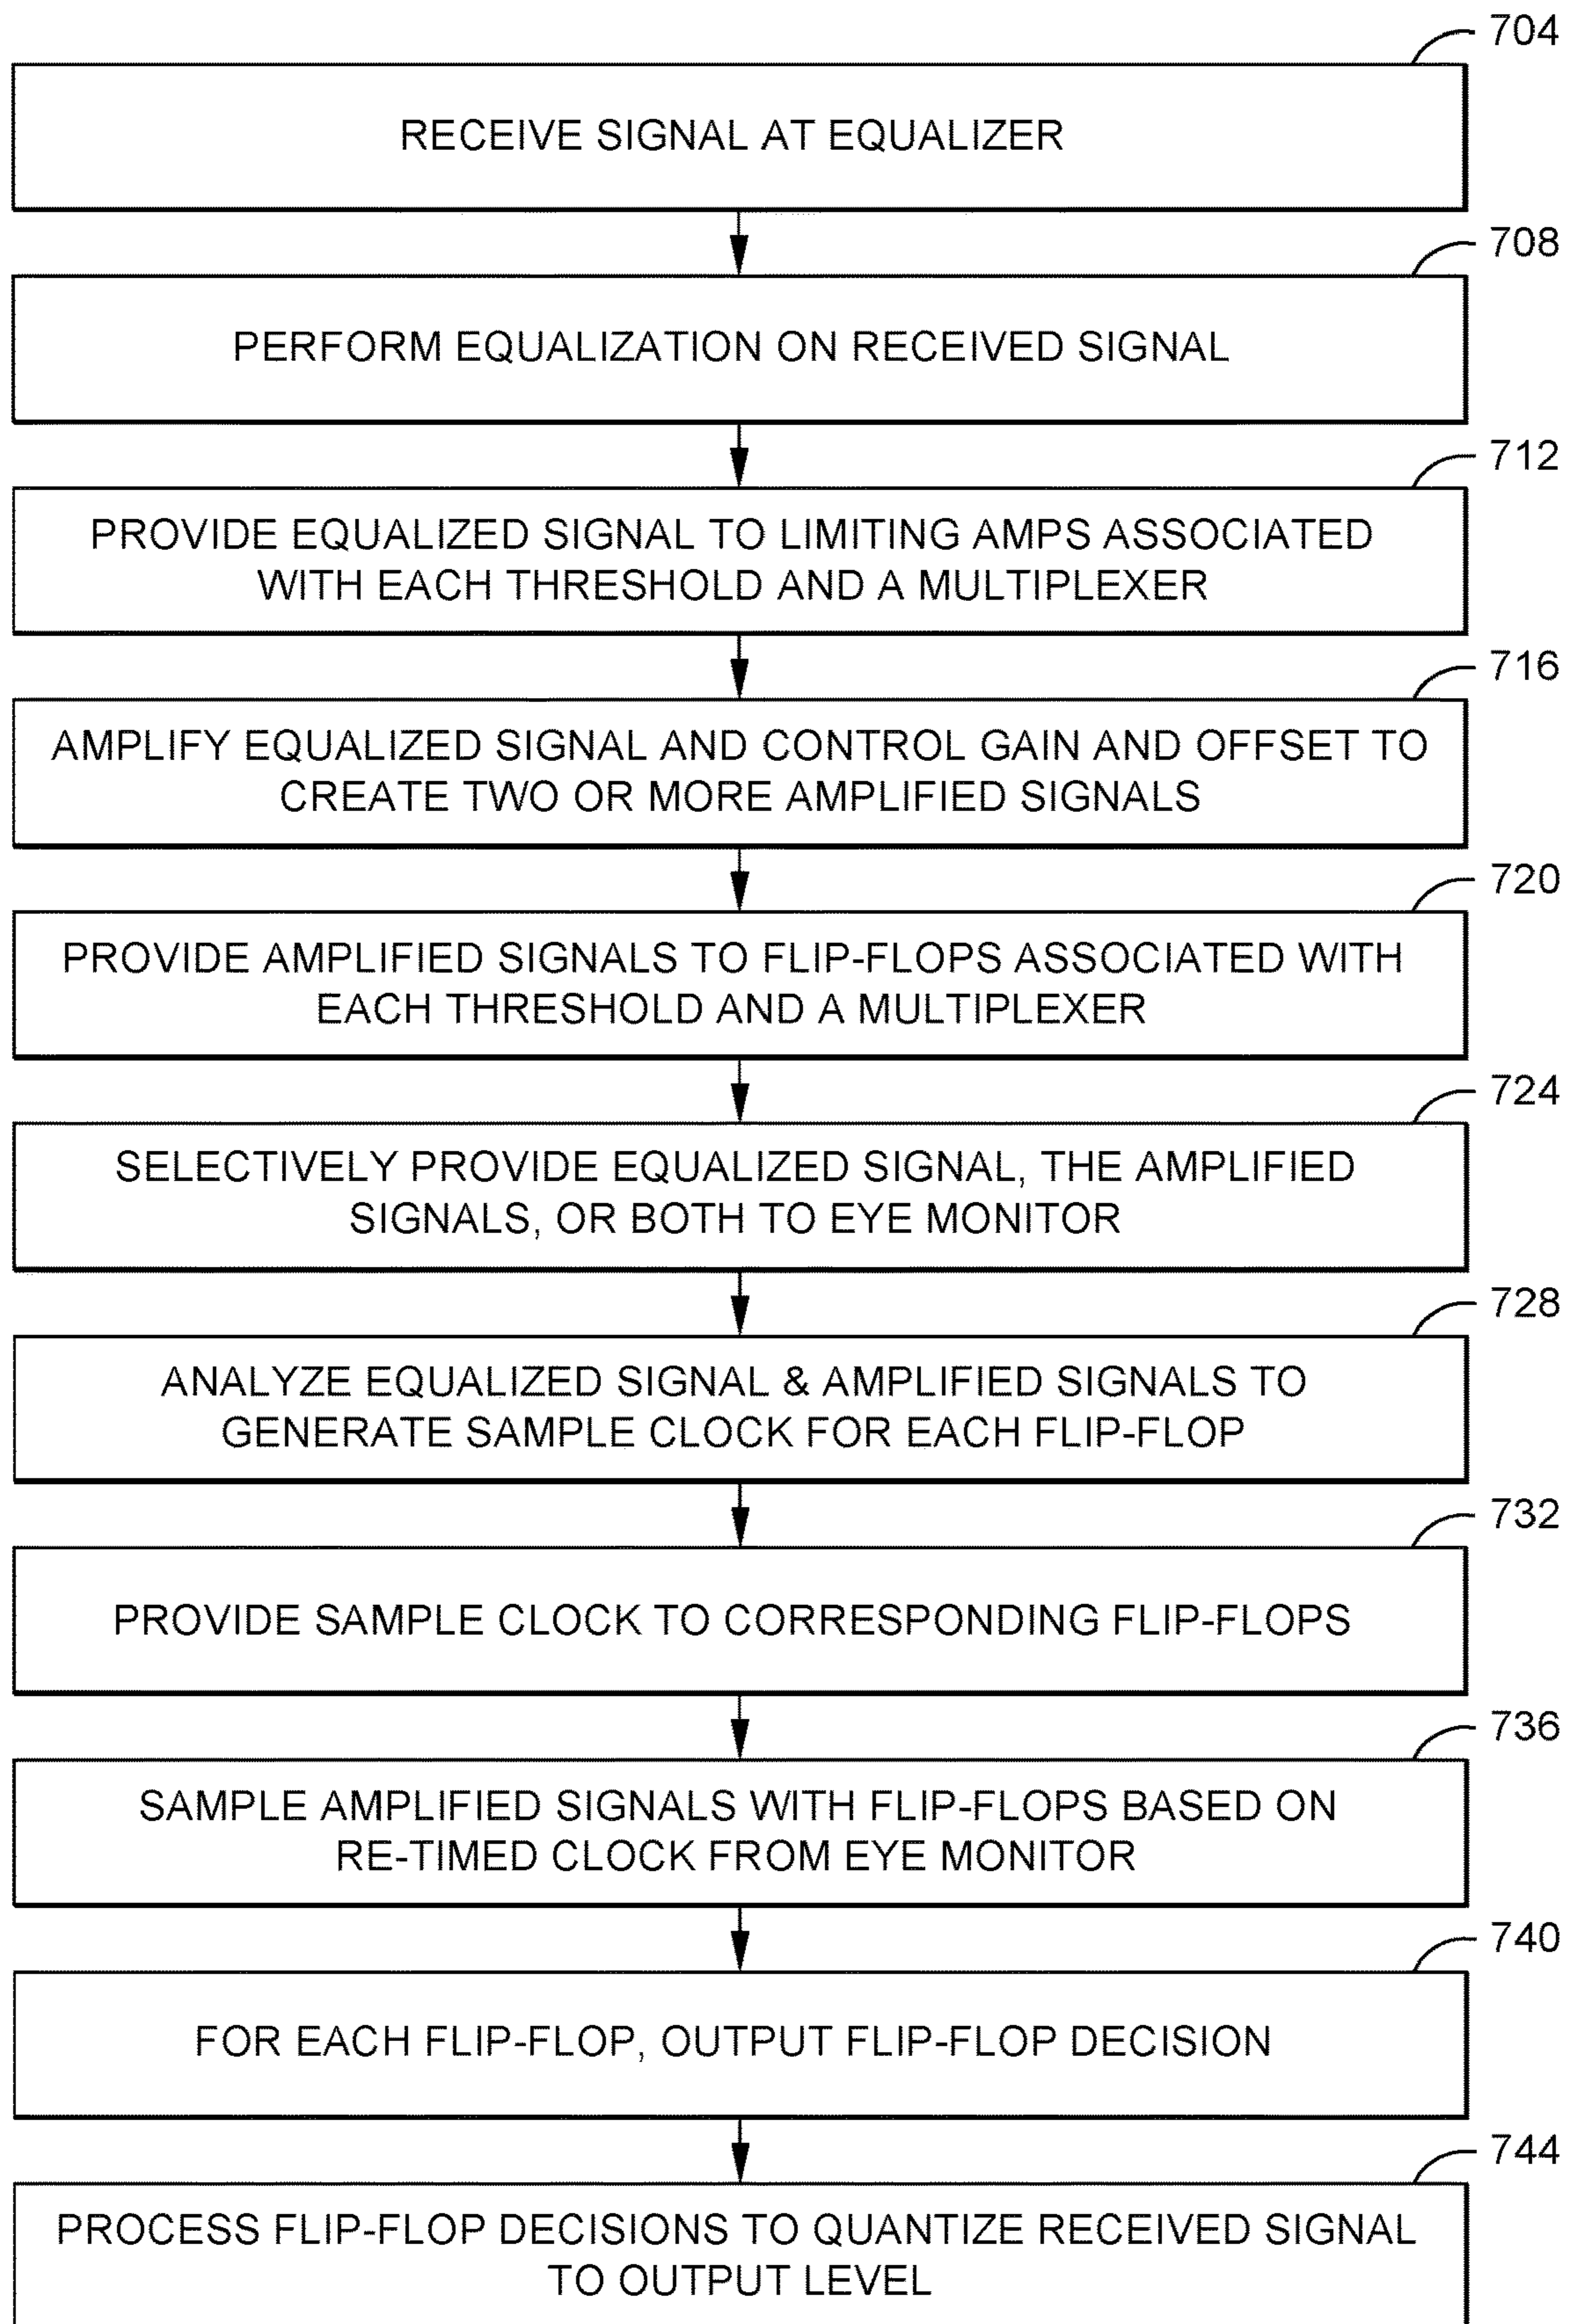 704
RECEIVE SIGNAL AT EQUALIZER
708
PERFORM EQUALIZATION ON RECEIVED SIGNAL
712
PROVIDE EQUALIZED SIGNAL TO LIMITING AMPS ASSOCIATED
WITH EACH THRESHOLD AND A MULTIPLEXER
716
AMPLIFY EQUALIZED SIGNAL AND CONTROL GAIN AND OFFSET TO
CREATE TWO OR MORE AMPLIFIED SIGNALS
720
PROVIDE AMPLIFIED SIGNALS TO FLIP-FLOPS ASSOCIATED WITH
EACH THRESHOLD AND A MULTIPLEXER
724
SELECTIVELY PROVIDE EQUALIZED SIGNAL, THE AMPLIFIED
SIGNALS, OR BOTH TO EYE MONITOR
728
ANALYZE EQUALIZED SIGNAL & AMPLIFIED SIGNALS TO
GENERATE SAMPLE CLOCK FOR EACH FLIP-FLOP
732
PROVIDE SAMPLE CLOCK TO CORRESPONDING FLIP-FLOPS
736
SAMPLE AMPLIFIED SIGNALS WITH FLIP-FLOPS BASED ON
RE-TIMED CLOCK FROM EYE MONITOR
740
FOR EACH FLIP-FLOP, OUTPUT FLIP-FLOP DECISION
744
PROCESS FLIP-FLOP DECISIONS TO QUANTIZE RECEIVED SIGNAL
TO OUTPUT LEVEL